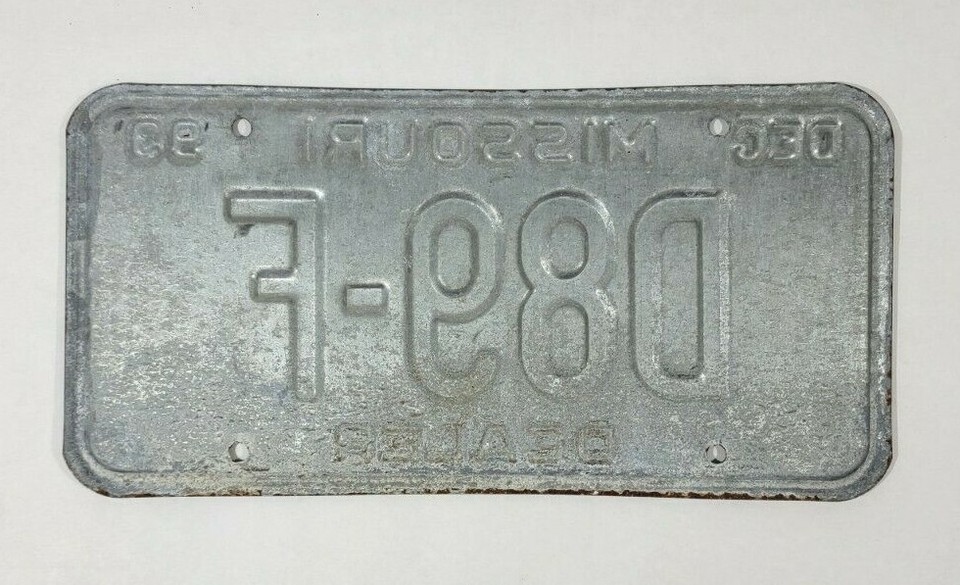 DEC MISSOURI '93
D89-F
DEALER